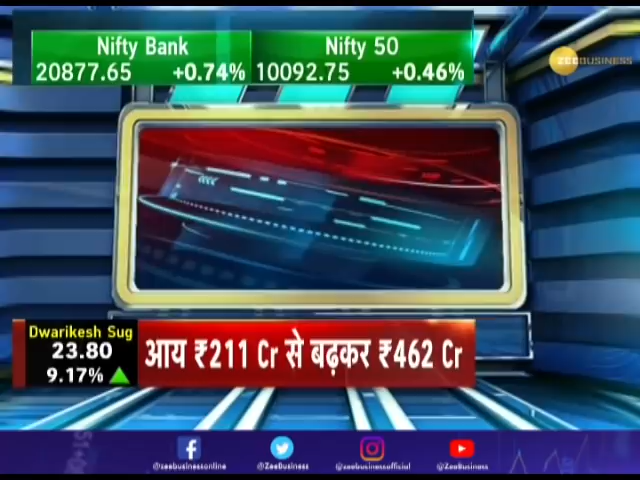 Nifty Bank
20877.65 +0.74%
Nifty 50
10092.75 +0.46%
ZEEBUSINESS
Dwarikesh Sug
23.80
9.17%
आय ₹211 Cr से बढ़कर ₹462 Cr
@zeebusinessonline
@ZeeBusiness
@zeebusinessofficial
@ZeeBusiness